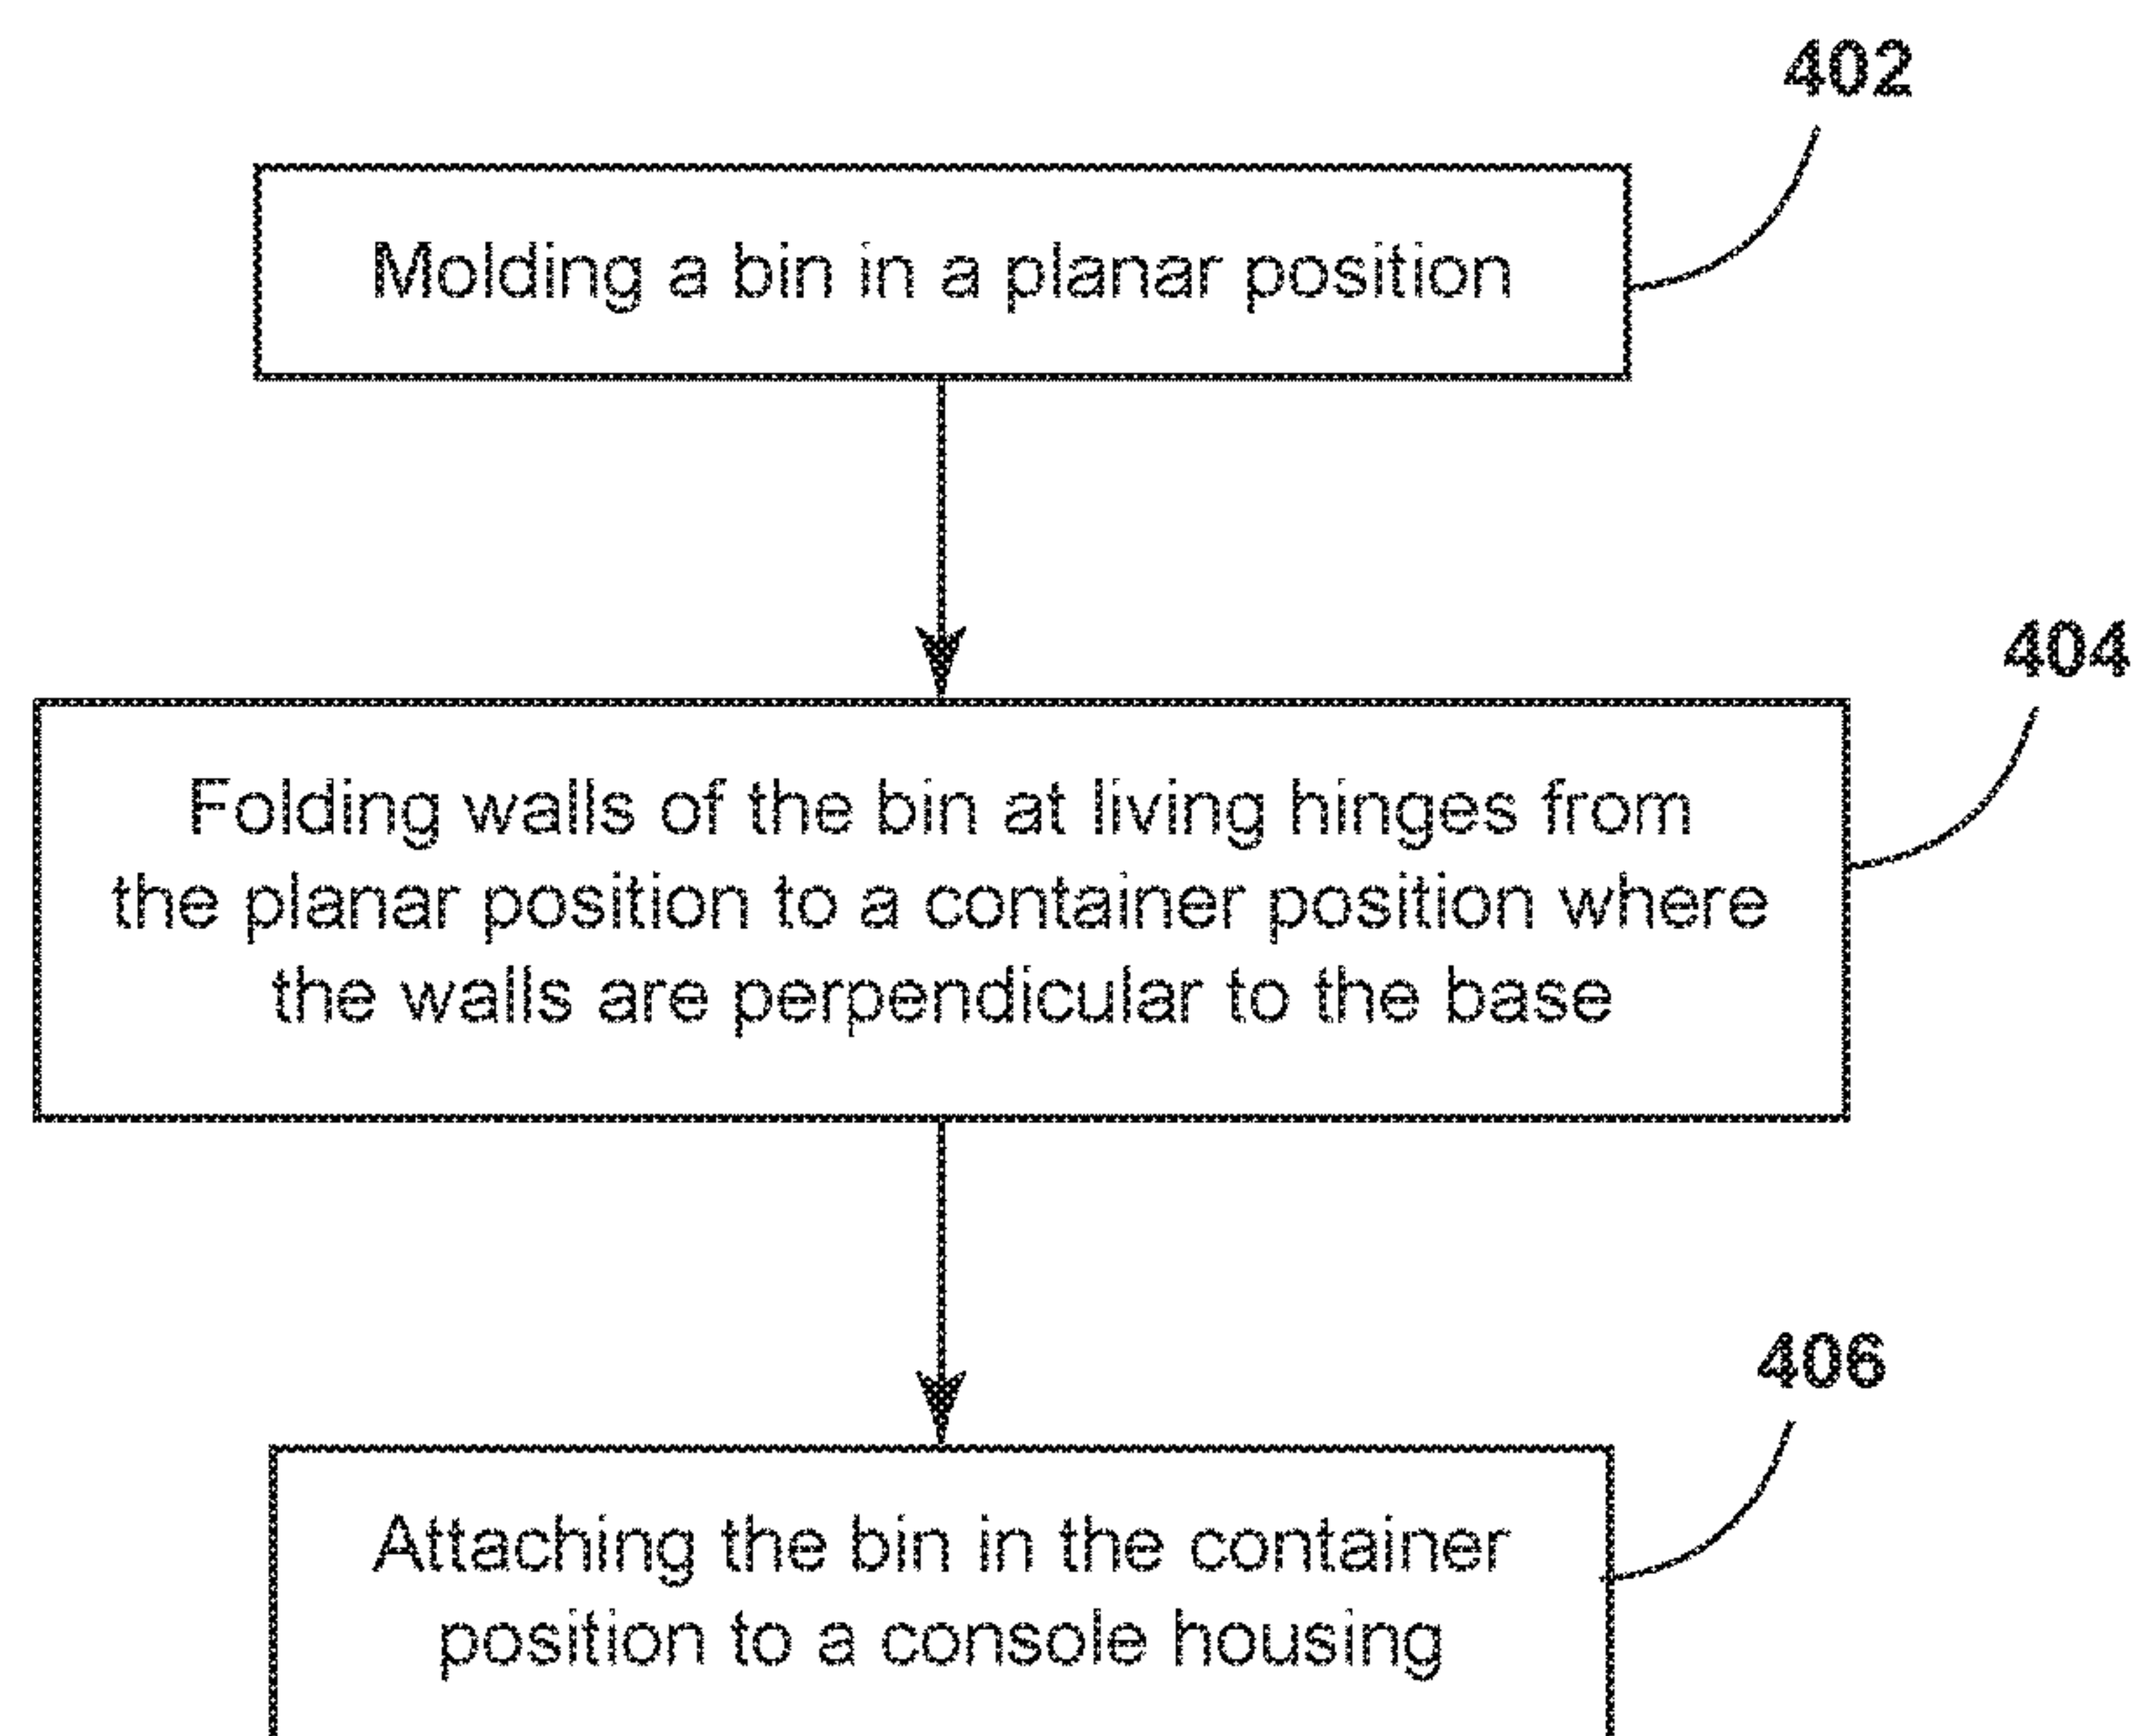 402
Molding a bin in a planar position
404
Folding walls of the bin at living hinges from
the planar position to a container position where
the walls are perpendicular to the base
406
Attaching the bin in the container
position to a console housing